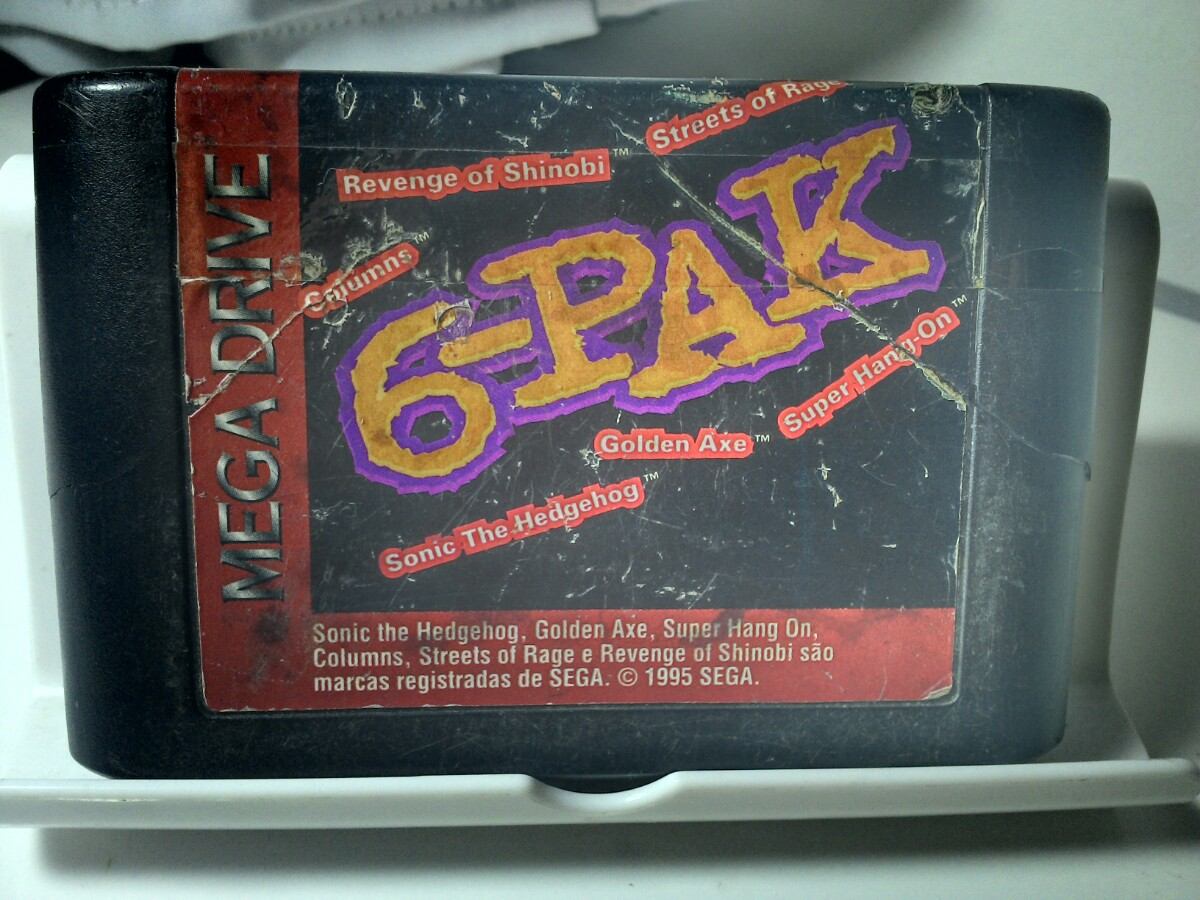 MEGA DRIVE
Streets of Rage
Revenge of Shinobi™
Columns™
6-PAK
Super Hang-On™
Golden Axe™
Sonic The Hedgehog™
Sonic the Hedgehog, Golden Axe, Super Hang On,
Columns, Streets of Rage e Revenge of Shinobi são
marcas registradas de SEGA. © 1995 SEGA.